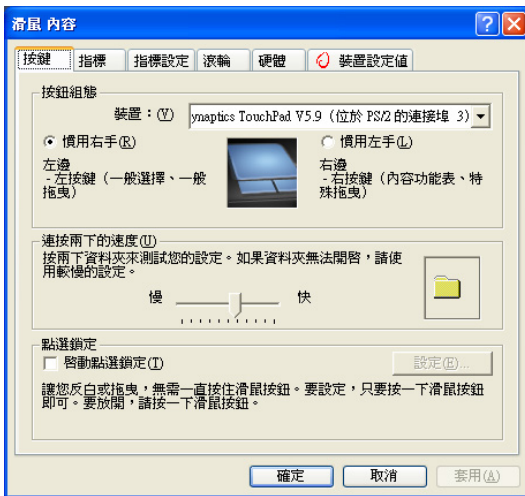 滑鼠 內容
按鍵 指標 指標設定 滾輪 硬體 裝置設定值
按鈕組態
裝置：(V) ynaptics TouchPad V5.9（位於 PS/2 的連接埠 3）
慣用右手(R) 慣用左手(L)
左邊
- 左按鍵（一般選擇、一般
拖曳）
右邊
- 右按鍵（內容功能表、特
殊拖曳）
連按兩下的速度(U)
按兩下資料夾來測試您的設定。如果資料夾無法開啓，請使
用較慢的設定。
慢 快
點選鎖定
啓動點選鎖定(T) 設定(E)...
讓您反白或拖曳，無需一直按住滑鼠按鈕。要設定，只要按一下滑鼠按鈕
即可。要放開，請按一下滑鼠按鈕。
確定 取消 套用(A)